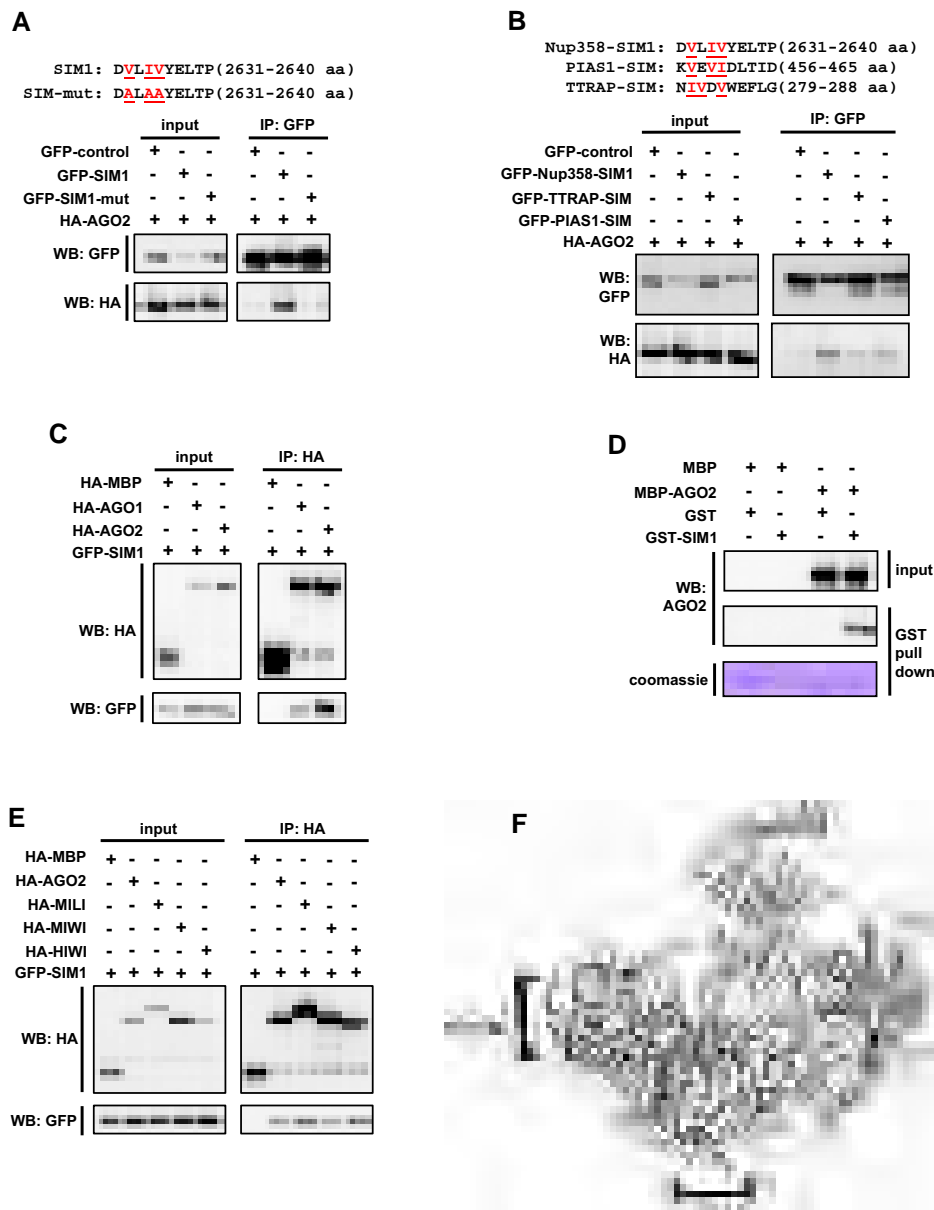 A
SIM1: DVLIVYELTP(2631-2640 aa)
SIM-mut: DALAAYELTP(2631-2640 aa)
input IP: GFP
GFP-control + - - + - -
GFP-SIM1 - + - - + -
GFP-SIM1-mut - - + - - +
HA-AGO2 + + + + + +
WB: GFP
WB: HA
B
Nup358-SIM1: DVLIVYELTP(2631-2640 aa)
PIAS1-SIM: KVEVIDLTID(456-465 aa)
TTRAP-SIM: NIVDVWEFLG(279-288 aa)
input IP: GFP
GFP-control + - - - + - - -
GFP-Nup358-SIM1 - + - - - + - -
GFP-TTRAP-SIM - - + - - - + -
GFP-PIAS1-SIM - - - + - - - +
HA-AGO2 + + + + + + + +
WB:
GFP
WB:
HA
C
input IP: HA
HA-MBP + - - + - -
HA-AGO1 - + - - + -
HA-AGO2 - - + - - +
GFP-SIM1 + + + + + +
WB: HA
WB: GFP
D
MBP + + - -
MBP-AGO2 - - + +
GST + - + -
GST-SIM1 - + - +
WB:
AGO2
input
GST
pull
down
coomassie
E
input IP: HA
HA-MBP + - - - - + - - - -
HA-AGO2 - + - - - - + - - -
HA-MILI - - + - - - - + - -
HA-MIWI - - - + - - - - + -
HA-HIWI - - - - + - - - - +
GFP-SIM1 + + + + + + + + + +
WB: HA
WB: GFP
F